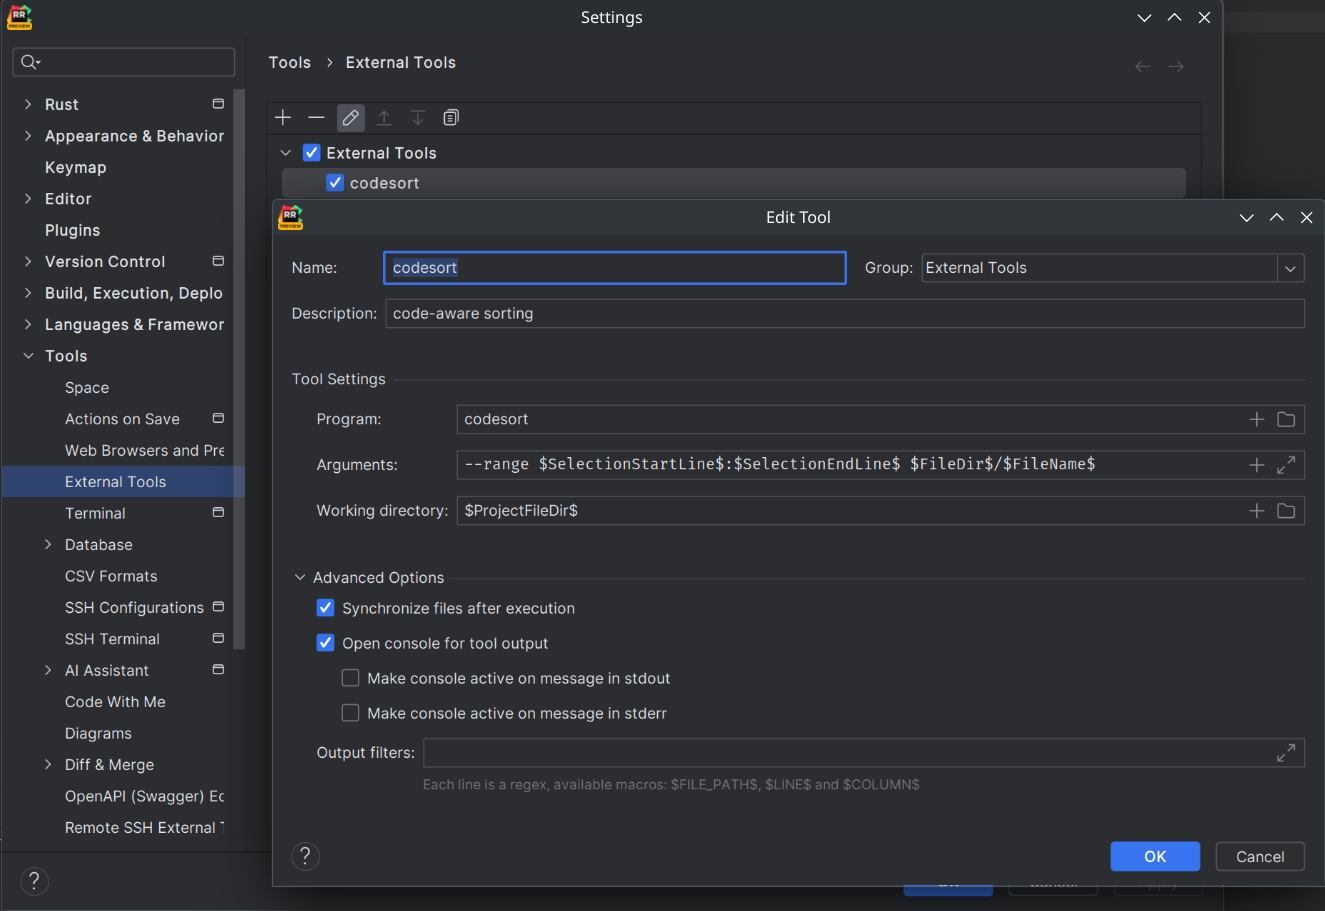 RR
PREVIEW
Settings
Tools › External Tools
Rust
Appearance & Behavior
Keymap
Editor
Plugins
Version Control
Build, Execution, Deplo
Languages & Framewor
Tools
Space
Actions on Save
Web Browsers and Pre
External Tools
Terminal
Database
CSV Formats
SSH Configurations
SSH Terminal
AI Assistant
Code With Me
Diagrams
Diff & Merge
OpenAPI (Swagger) Ec
Remote SSH External
?
External Tools
codesort
RR
PREVIEW
Edit Tool
Name: codesort Group: External Tools
Description: code-aware sorting
Tool Settings
Program: codesort
Arguments: --range $SelectionStartLine$:$SelectionEndLine$ $FileDir$/$FileName$
Working directory: $ProjectFileDir$
Advanced Options
Synchronize files after execution
Open console for tool output
Make console active on message in stdout
Make console active on message in stderr
Output filters:
Each line is a regex, available macros: $FILE_PATH$, $LINE$ and $COLUMN$
? OK Cancel